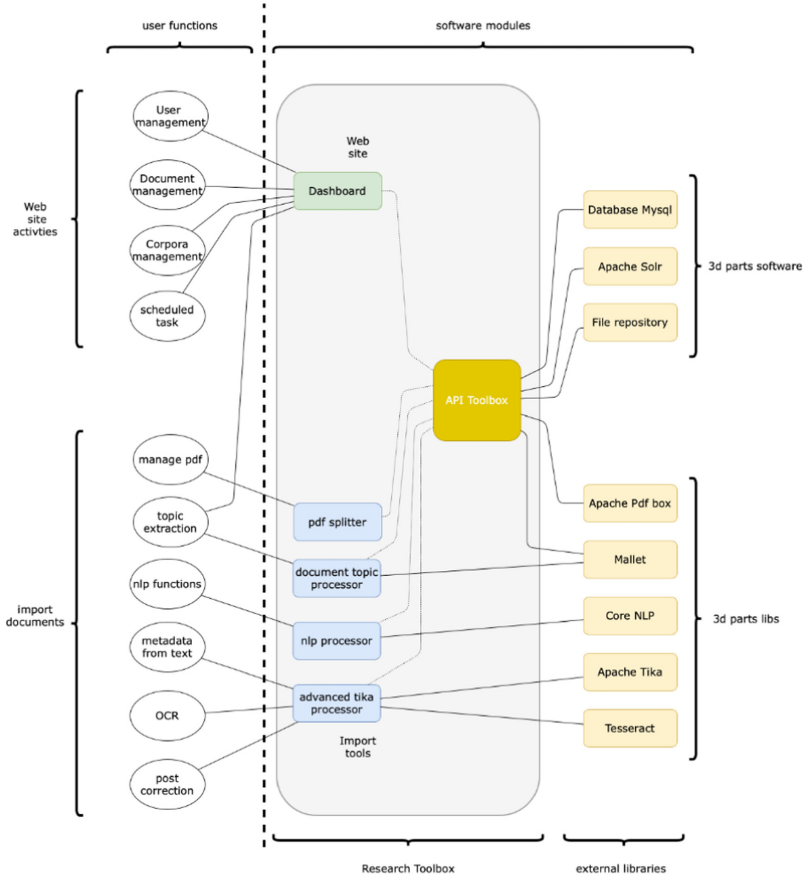 user functions
software modules
User
management
Document
management
Corpora
management
scheduled
task
Web
site
activties
Web
site
Dashboard
Database Mysql
Apache Solr
File repository
3d parts software
API Toolbox
manage pdf
topic
extraction
nlp functions
metadata
from text
OCR
post
correction
import
documents
pdf splitter
document topic
processor
nlp processor
advanced tika
processor
Import
tools
Apache Pdf box
Mallet
Core NLP
Apache Tika
Tesseract
3d parts libs
Research Toolbox
external libraries